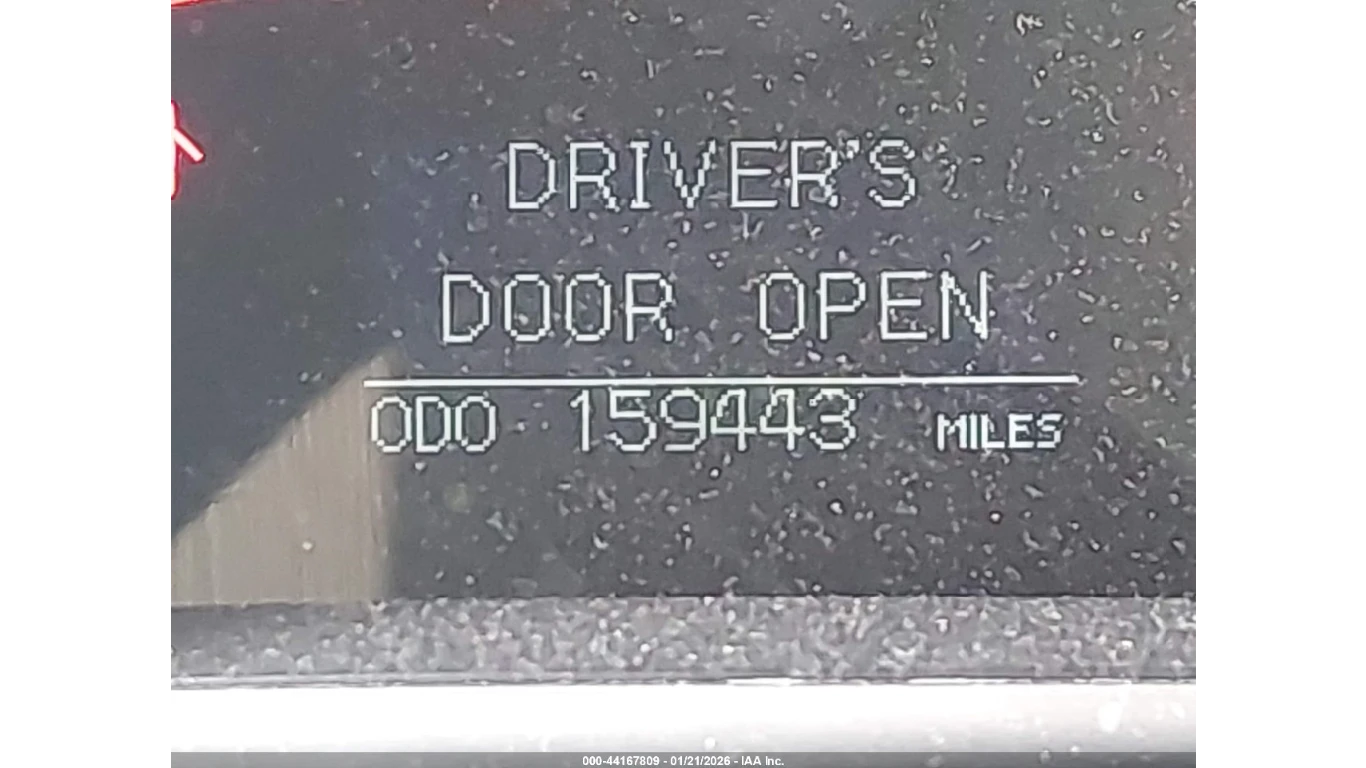 DRIVER'S
DOOR OPEN
ODO 159443 MILES
000-44167809 - 01/21/2026 - IAA Inc.